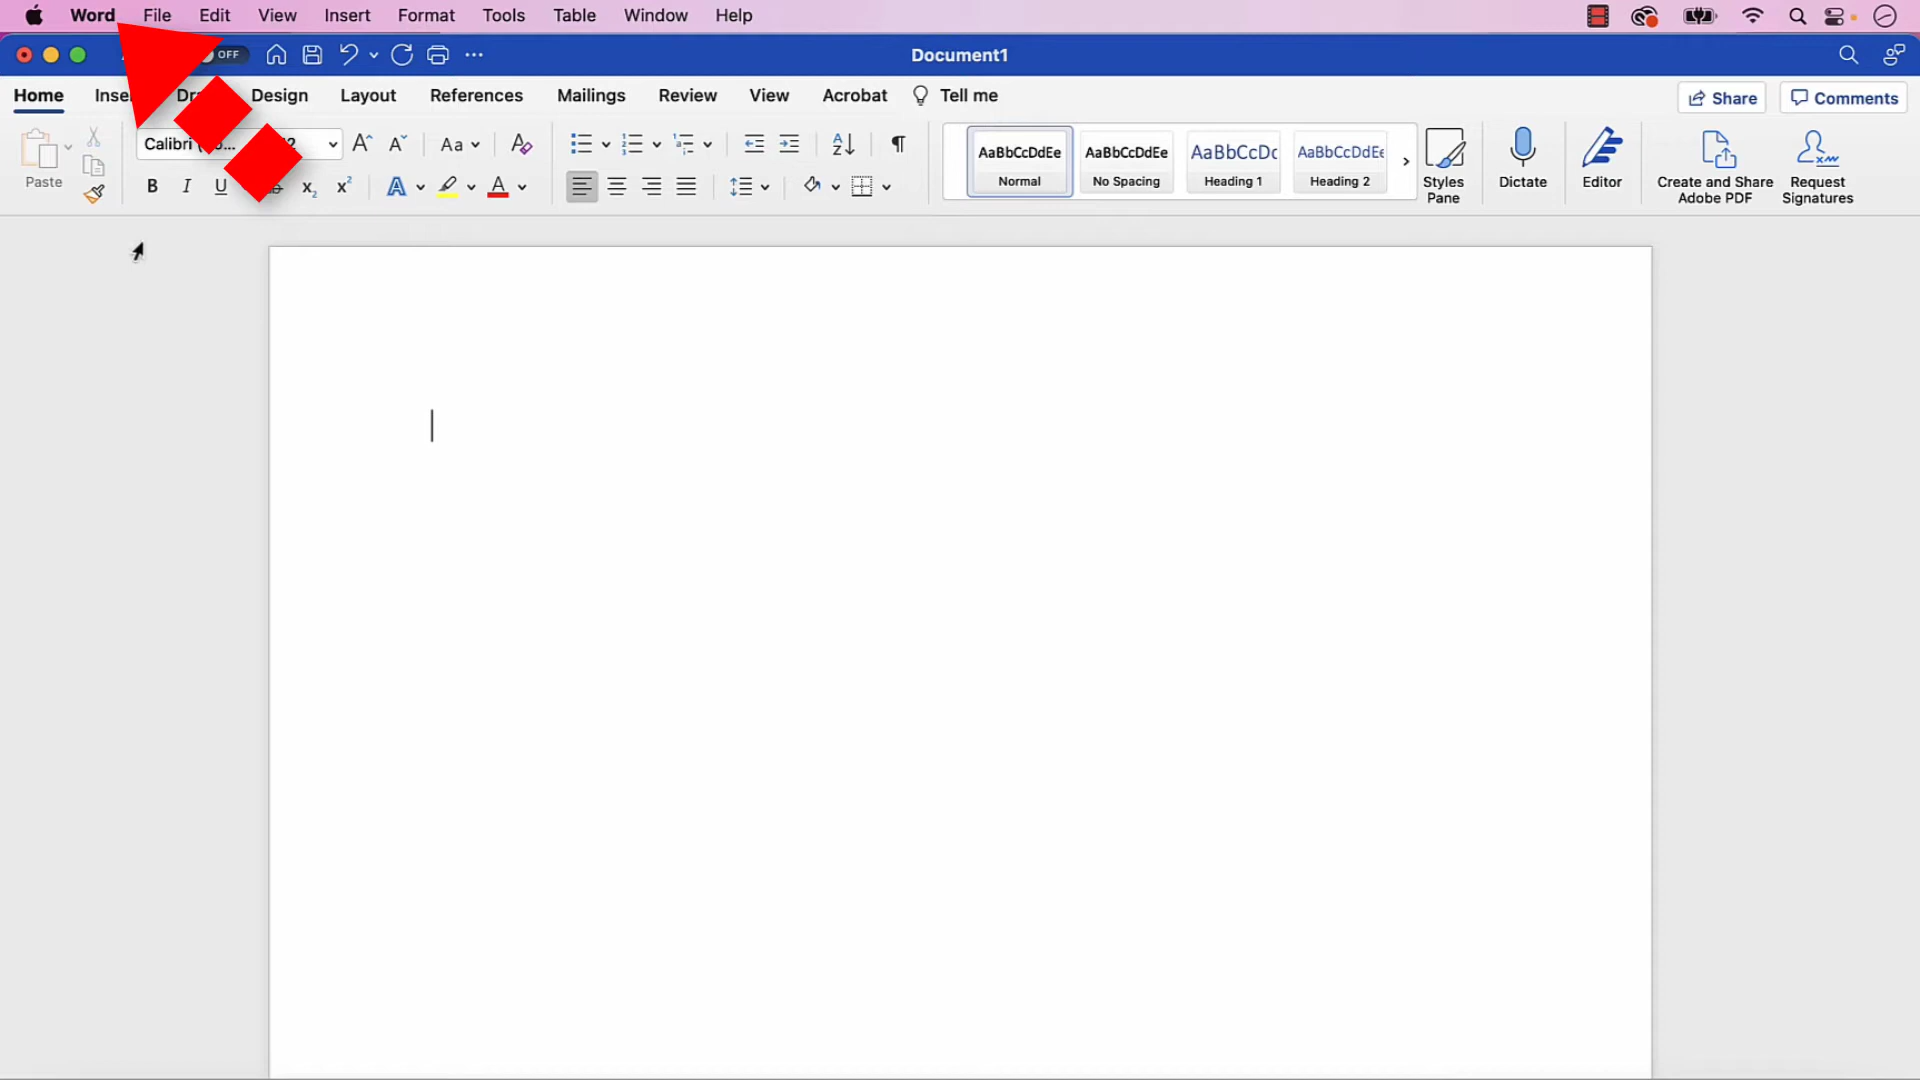 Word File Edit View Insert Format Tools Table Window Help
OFF Document1
Home Design Layout References Mailings Review View Acrobat Tell me Share Comments
Calibri Aa AaBbCcDdEe AaBbCcDdEe AaBbCcDc AaBbCcDdEe
Paste B I U Normal No Spacing Heading 1 Heading 2 Styles Pane Dictate Editor Create and Share Adobe PDF Request Signatures